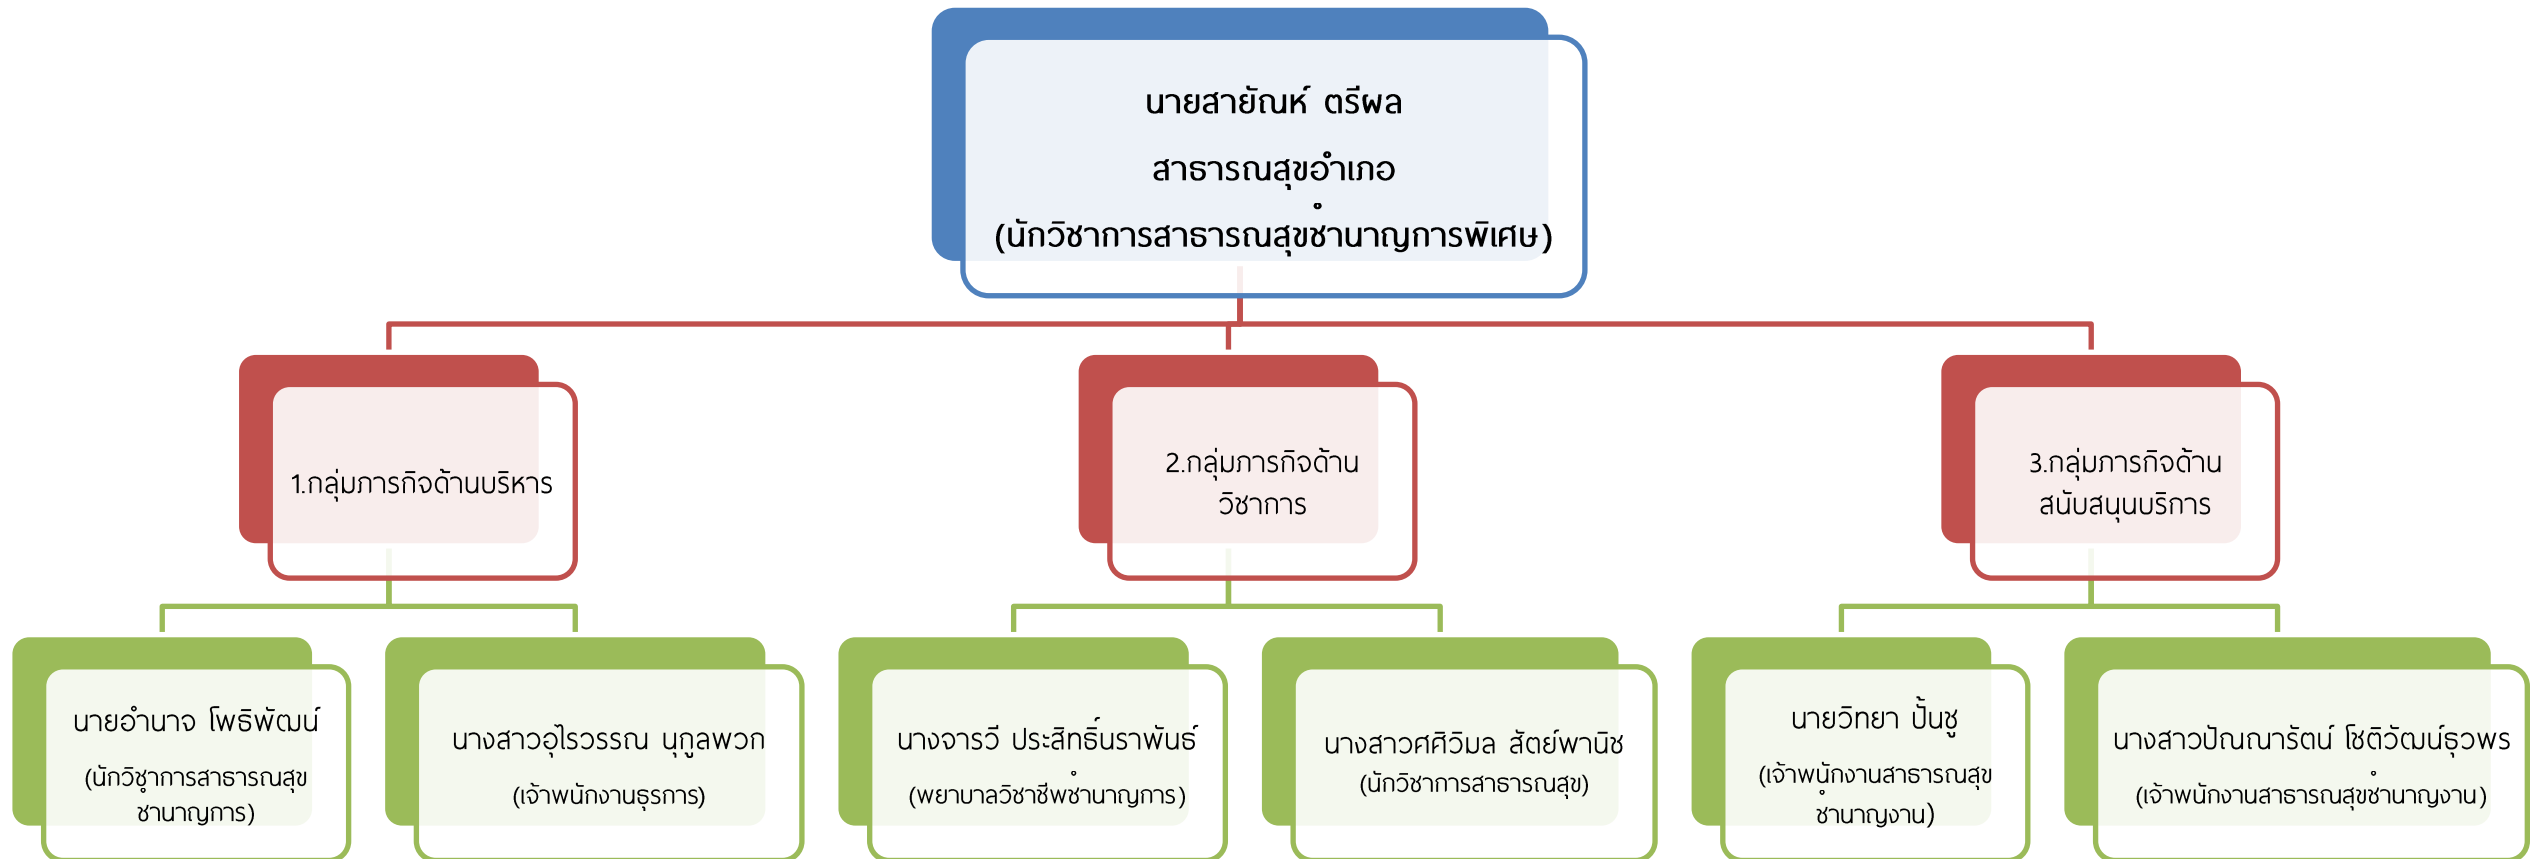 นายสายัณห์ ตรีผล
สาธารณสุขอำเภอ
(นักวิชาการสาธารณสุขชำนาญการพิเศษ)
1.กลุ่มภารกิจด้านบริหาร
2.กลุ่มภารกิจด้าน
วิชาการ
3.กลุ่มภารกิจด้าน
สนับสนุนบริการ
นายอำนาจ โพธิพัฒน์
(นักวิชาการสาธารณสุข
ชำนาญการ)
นางสาวอุไรวรรณ นุกูลพวก
(เจ้าพนักงานธุรการ)
นางจารวี ประสิทธิ์นราพันธ์
(พยาบาลวิชาชีพชำนาญการ)
นางสาวศศิวิมล สัตย์พานิช
(นักวิชาการสาธารณสุข)
นายวิทยา ปั้นชู
(เจ้าพนักงานสาธารณสุข
ชำนาญงาน)
นางสาวปัณณารัตน์ โชติวัฒน์ธุวพร
(เจ้าพนักงานสาธารณสุขชำนาญงาน)